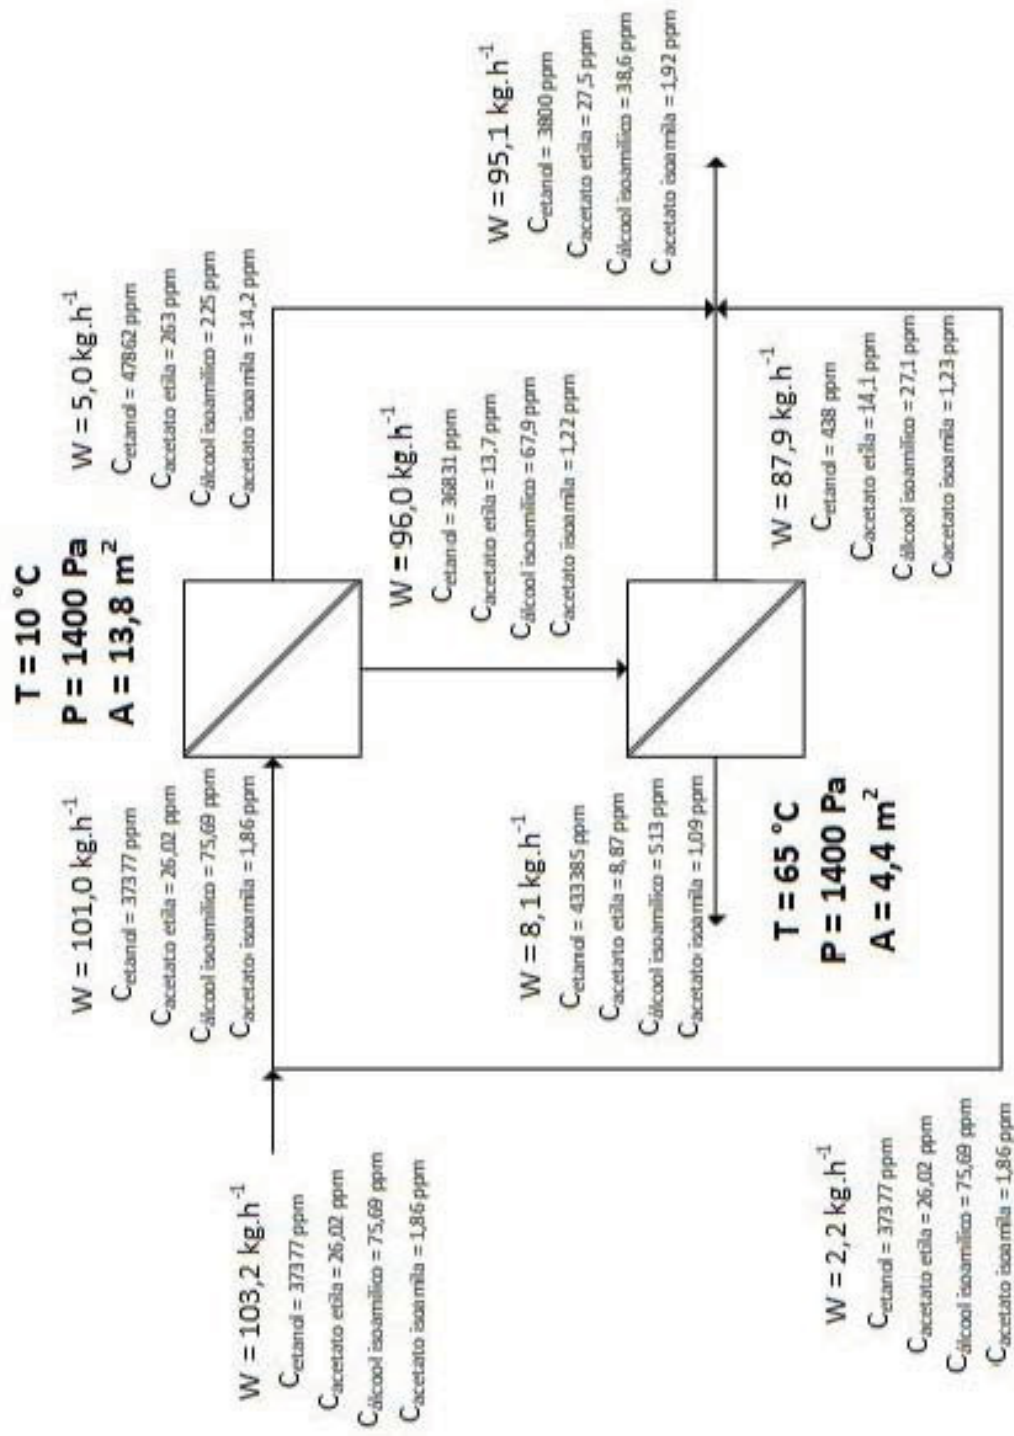 T = 10 °C
P = 1400 Pa
A = 13,8 m²
W = 103,2 kg.h⁻¹
Cetanol = 37377 ppm
Cacetato etila = 26,02 ppm
Cálcool isoamílico = 75,69 ppm
Cacetato isoamila = 1,86 ppm
W = 101,0 kg.h⁻¹
Cetanol = 37377 ppm
Cacetato etila = 26,02 ppm
Cálcool isoamílico = 75,69 ppm
Cacetato isoamila = 1,86 ppm
W = 5,0 kg.h⁻¹
Cetanol = 47862 ppm
Cacetato etila = 263 ppm
Cálcool isoamílico = 225 ppm
Cacetato isoamila = 14,2 ppm
W = 96,0 kg.h⁻¹
Cetanol = 36831 ppm
Cacetato etila = 13,7 ppm
Cálcool isoamílico = 67,9 ppm
Cacetato isoamila = 1,22 ppm
W = 95,1 kg.h⁻¹
Cetanol = 3800 ppm
Cacetato etila = 27,5 ppm
Cálcool isoamílico = 38,6 ppm
Cacetato isoamila = 1,92 ppm
W = 8,1 kg.h⁻¹
Cetanol = 433385 ppm
Cacetato etila = 8,87 ppm
Cálcool isoamílico = 513 ppm
Cacetato isoamila = 1,09 ppm
T = 65 °C
P = 1400 Pa
A = 4,4 m²
W = 87,9 kg.h⁻¹
Cetanol = 438 ppm
Cacetato etila = 14,1 ppm
Cálcool isoamílico = 27,1 ppm
Cacetato isoamila = 1,23 ppm
W = 2,2 kg.h⁻¹
Cetanol = 37377 ppm
Cacetato etila = 26,02 ppm
Cálcool isoamílico = 75,69 ppm
Cacetato isoamila = 1,86 ppm